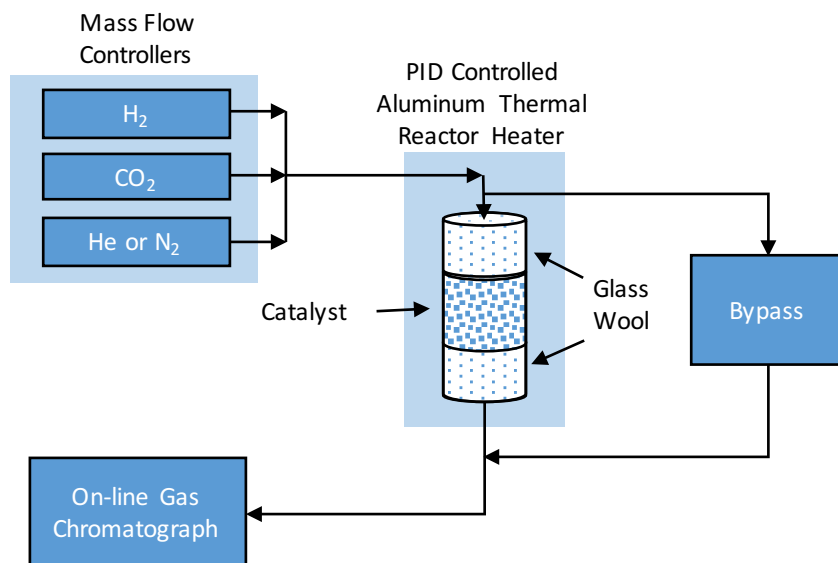 Mass Flow
Controllers
H₂
CO₂
He or N₂
PID Controlled
Aluminum Thermal
Reactor Heater
Catalyst
Glass
Wool
Bypass
On-line Gas
Chromatograph